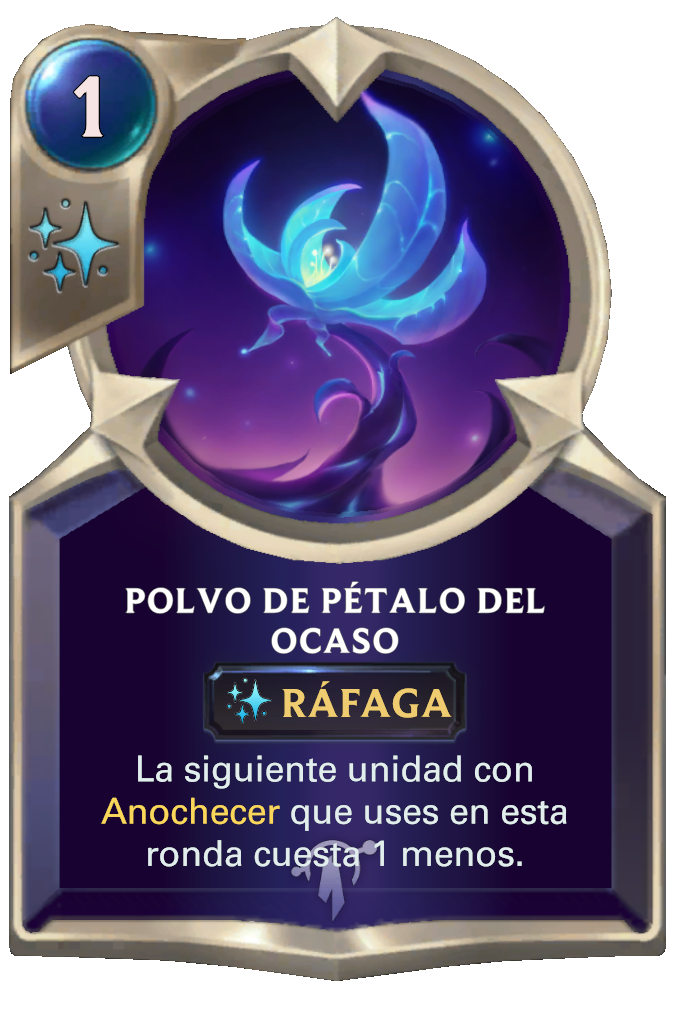 1
POLVO DE PÉTALO DEL
OCASO
RÁFAGA
La siguiente unidad con
Anochecer que uses en esta
ronda cuesta 1 menos.